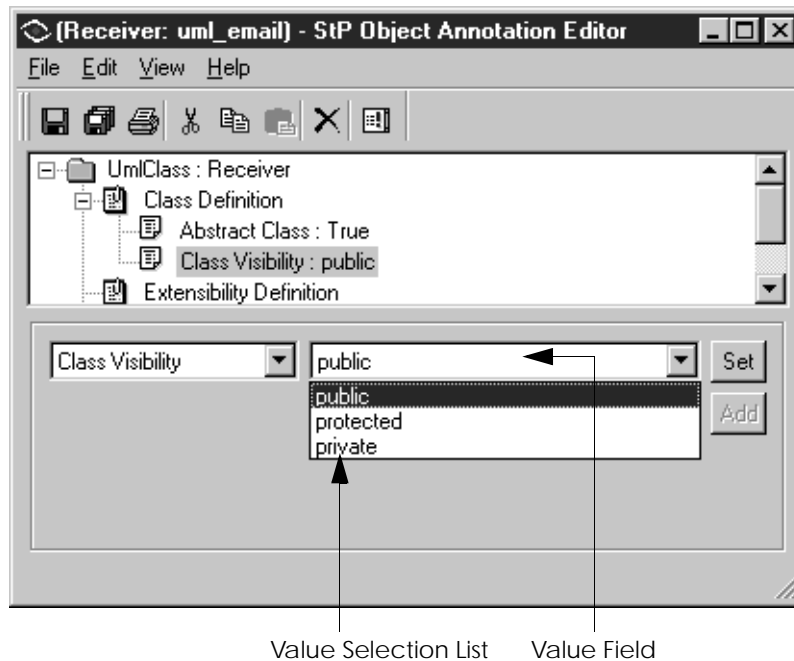 (Receiver: uml_email) - StP Object Annotation Editor
File Edit View Help
UmlClass : Receiver
Class Definition
Abstract Class : True
Class Visibility : public
Extensibility Definition
Class Visibility public Set
public Add
protected
private
Value Selection List Value Field